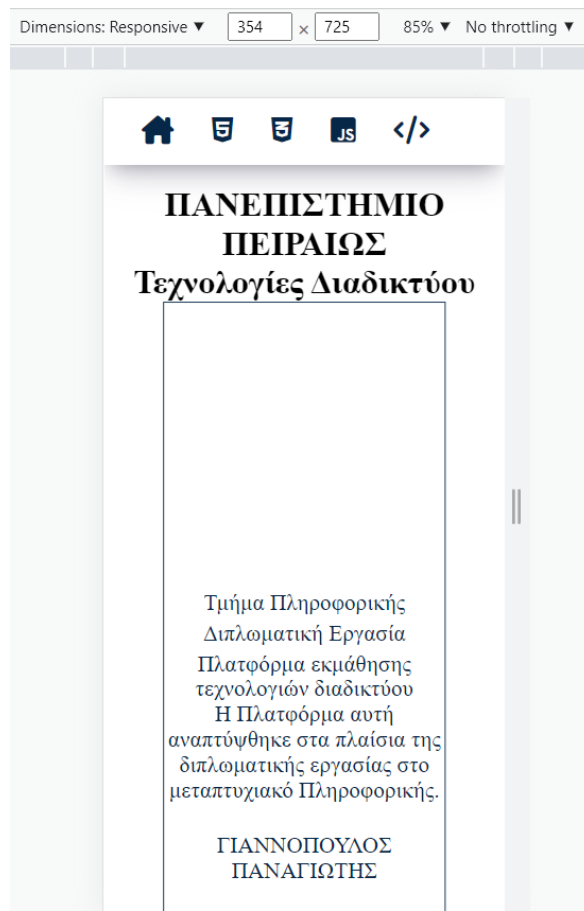 Dimensions: Responsive ▼ 354 × 725 85% ▼ No throttling ▼
JS </>
ΠΑΝΕΠΙΣΤΗΜΙΟ
ΠΕΙΡΑΙΩΣ
Τεχνολογίες Διαδικτύου
Τμήμα Πληροφορικής
Διπλωματική Εργασία
Πλατφόρμα εκμάθησης
τεχνολογιών διαδικτύου
Η Πλατφόρμα αυτή
αναπτύψθηκε στα πλαίσια της
διπλωματικής εργασίας στο
μεταπτυχιακό Πληροφορικής.
ΓΙΑΝΝΟΠΟΥΛΟΣ
ΠΑΝΑΓΙΩΤΗΣ